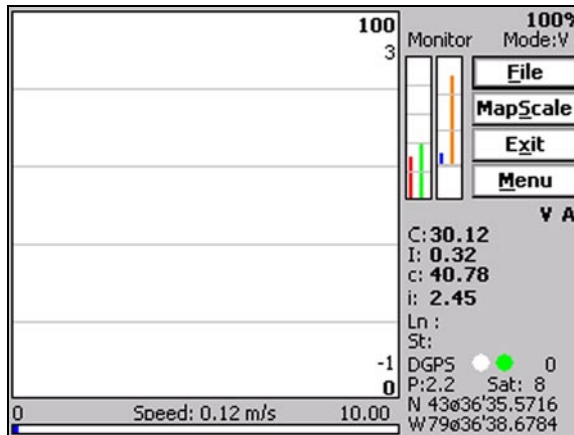 100
3
100%
Monitor
Mode:V
File
MapScale
Exit
Menu
V A
C:30.12
I: 0.32
c: 40.78
i: 2.45
Ln :
St:
DGPS 0
P:2.2 Sat: 8
N 43ø36'35.5716
W79ø36'38.6784
-1
0
0 Speed: 0.12 m/s 10.00